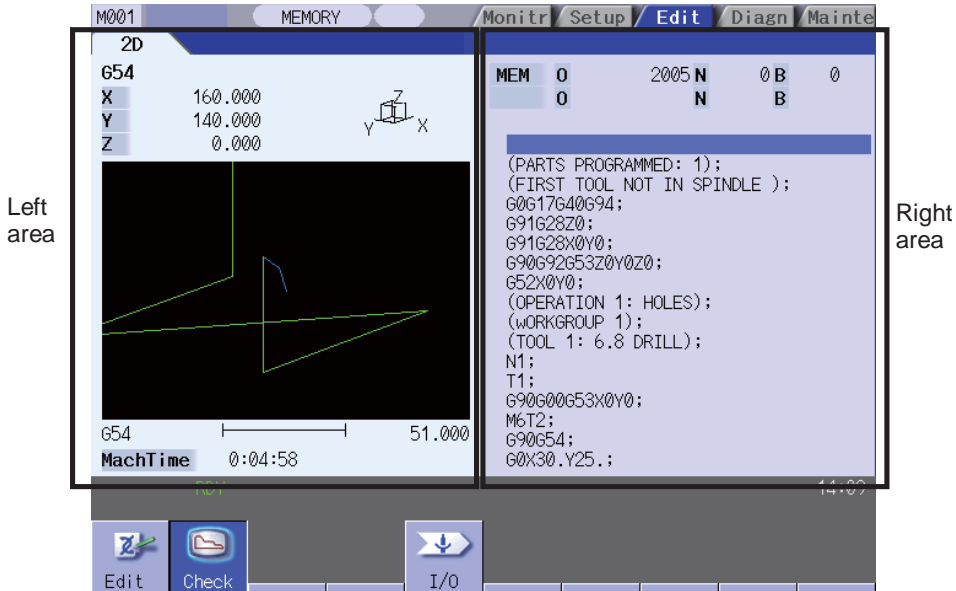 M001 MEMORY Monitr Setup Edit Diagn Mainte
2D
G54
X 160.000
Y 140.000
Z 0.000
Z
Y X
G54 51.000
MachTime 0:04:58
Left
area
MEM O 2005 N 0 B 0
O N B
(PARTS PROGRAMMED: 1);
(FIRST TOOL NOT IN SPINDLE );
G0G17G40G94;
G91G28Z0;
G91G28X0Y0;
G90G92G53Z0Y0Z0;
G52X0Y0;
(OPERATION 1: HOLES);
(wORKGROUP 1);
(TOOL 1: 6.8 DRILL);
N1;
T1;
G90G00G53X0Y0;
M6T2;
G90G54;
G0X30.Y25.;
Right
area
RDY 14:09
Edit Check I/O